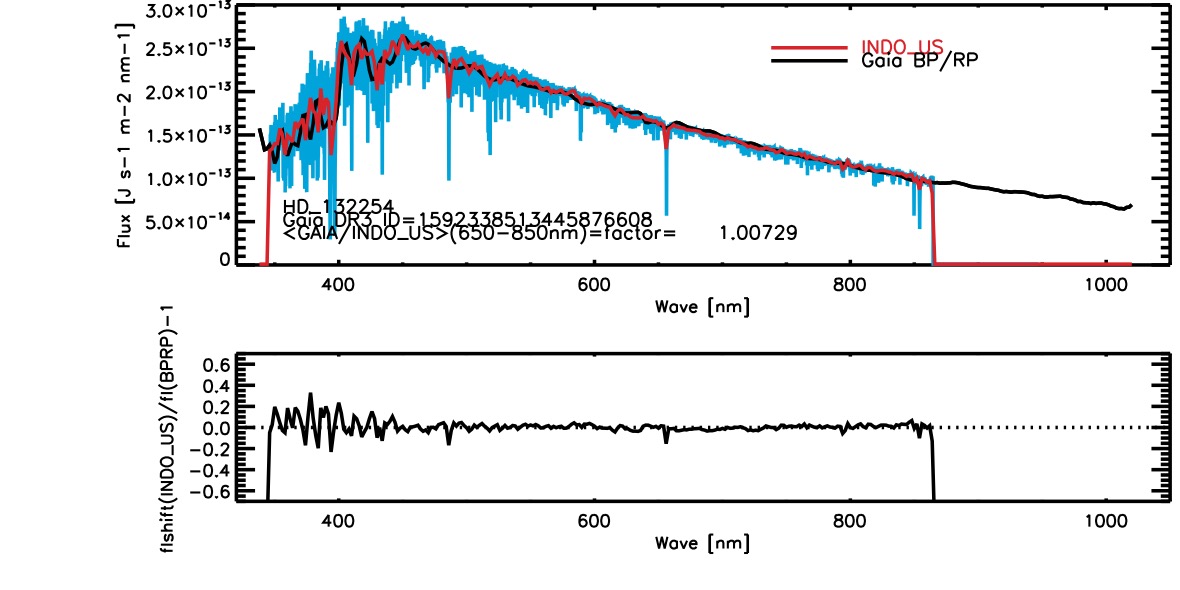 3.0×10−13
2.5×10−13
2.0×10−13
1.5×10−13
1.0×10−13
5.0×10−14
0
Flux [J s−1 m−2 nm−1]
INDO_US
Gaia BP/RP
HD_132254
Gaia DR3 ID=1592338513445876608
<GAIA/INDO_US>(650−850nm)=factor= 1.00729
400 600 800 1000
Wave [nm]
0.6
0.4
0.2
0.0
−0.2
−0.4
−0.6
flshift(INDO_US)/fl(BPRP)−1
400 600 800 1000
Wave [nm]